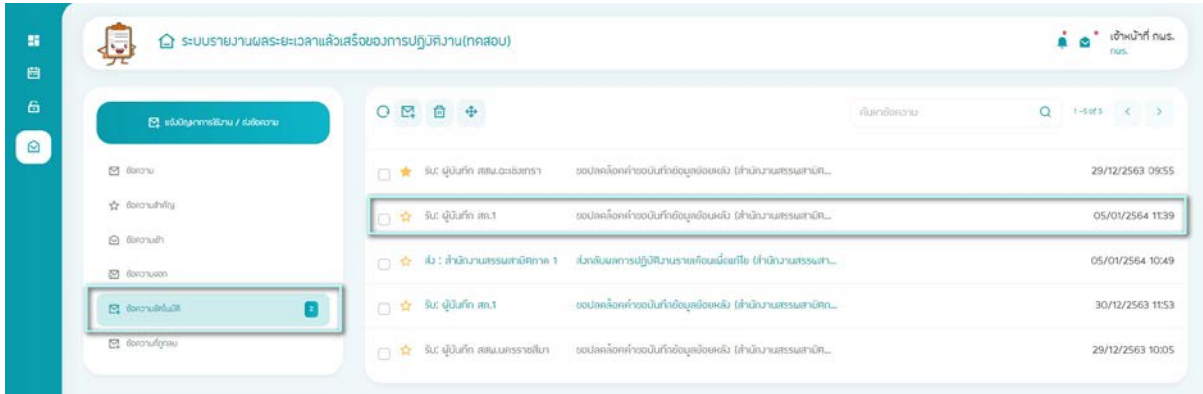 ระบบรายงานผลระยะเวลาแล้วเสร็จของการปฏิบัติงาน(ทดสอบ)
เจ้าหน้าที่ กพร.
กพร.
แจ้งปัญหาการใช้งาน / ส่งข้อความ
ค้นหาข้อความ
1 -5 of 5
ข้อความ
ข้อความสำคัญ
ข้อความเข้า
ข้อความออก
ข้อความอัตโนมัติ 2
ข้อความที่ถูกลบ
รับ: ผู้บันทึก สสพ.ฉะเชิงเทรา ขอปลดล็อคคำขอบันทึกข้อมูลย้อนหลัง (สำนักงานสรรพสามิต... 29/12/2563 09:55
รับ: ผู้บันทึก สภ.1 ขอปลดล็อคคำขอบันทึกข้อมูลย้อนหลัง (สำนักงานสรรพสามิต... 05/01/2564 11:39
ส่ง : สำนักงานสรรพสามิตภาค 1 ส่งกลับผลการปฏิบัติงานรายเดือนเพื่อแก้ไข (สำนักงานสรรพสา... 05/01/2564 10:49
รับ: ผู้บันทึก สภ.1 ขอปลดล็อคคำขอบันทึกข้อมูลย้อนหลัง (สำนักงานสรรพสามิตภ... 30/12/2563 11:53
รับ: ผู้บันทึก สสพ.นครราชสีมา ขอปลดล็อคคำขอบันทึกข้อมูลย้อนหลัง (สำนักงานสรรพสามิต... 29/12/2563 10:05